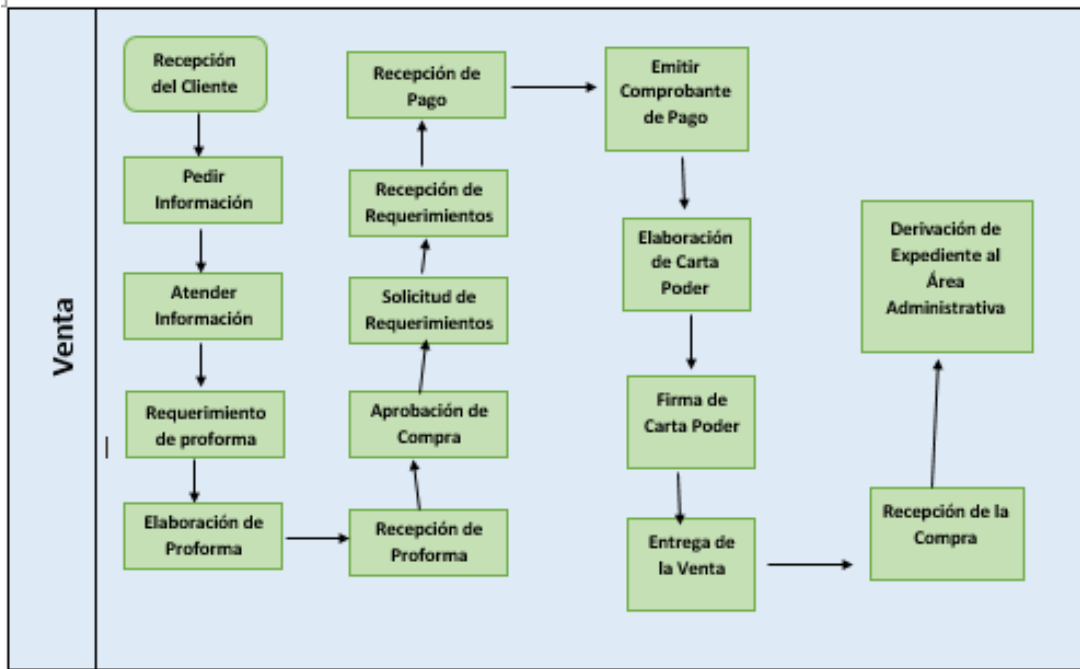 Venta
Recepción
del Cliente
Pedir
Información
Atender
Información
Requerimiento
de proforma
Elaboración de
Proforma
Recepción de
Proforma
Aprobación de
Compra
Solicitud de
Requerimientos
Recepción de
Requerimientos
Recepción de
Pago
Emitir
Comprobante
de Pago
Elaboración
de Carta
Poder
Firma de
Carta Poder
Entrega de
la Venta
Recepción de la
Compra
Derivación de
Expediente al
Área
Administrativa